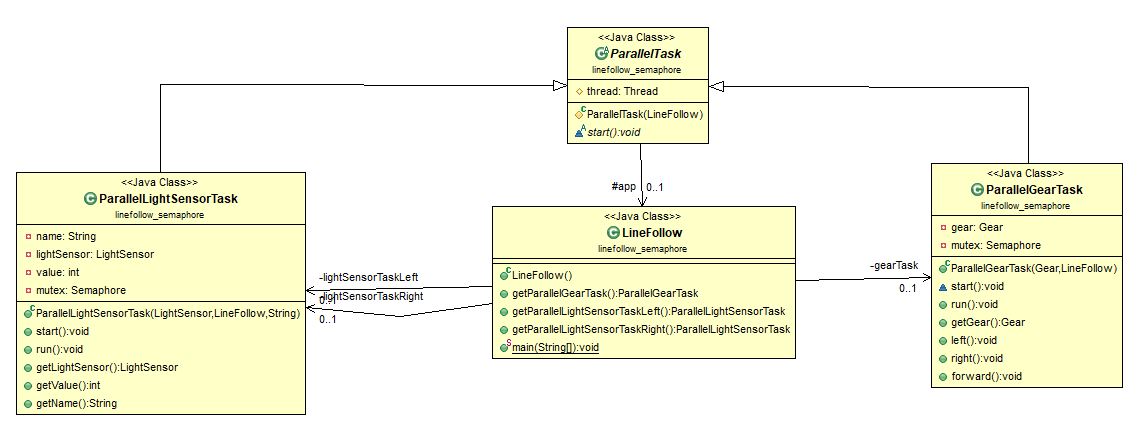 <<Java Class>>
ParallelTask
linefollow_semaphore
thread: Thread
ParallelTask(LineFollow)
start():void
<<Java Class>>
ParallelLightSensorTask
linefollow_semaphore
name: String
lightSensor: LightSensor
value: int
mutex: Semaphore
ParallelLightSensorTask(LightSensor,LineFollow,String)
start():void
run():void
getLightSensor():LightSensor
getValue():int
getName():String
#app
0..1
-lightSensorTaskLeft
0..1
-lightSensorTaskRight
0..1
<<Java Class>>
LineFollow
linefollow_semaphore
LineFollow()
getParallelGearTask():ParallelGearTask
getParallelLightSensorTaskLeft():ParallelLightSensorTask
getParallelLightSensorTaskRight():ParallelLightSensorTask
main(String[]):void
-gearTask
0..1
<<Java Class>>
ParallelGearTask
linefollow_semaphore
gear: Gear
mutex: Semaphore
ParallelGearTask(Gear,LineFollow)
start():void
run():void
getGear():Gear
left():void
right():void
forward():void